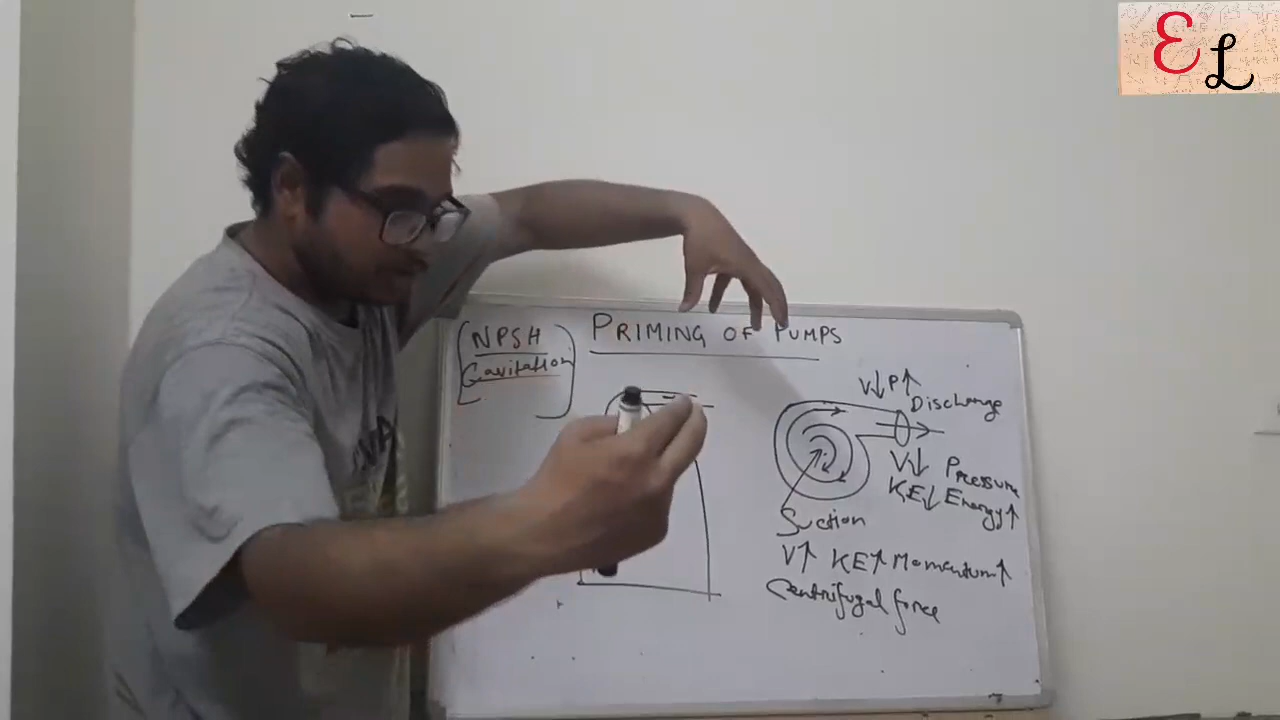 EL
NPSH
Cavitation
PRIMING OF PUMPS
V↓ P↑
Discharge
V↓
KE↓
Pressure
Energy↑
Suction
V↑ KE↑ Momentum↑
Centrifugal force